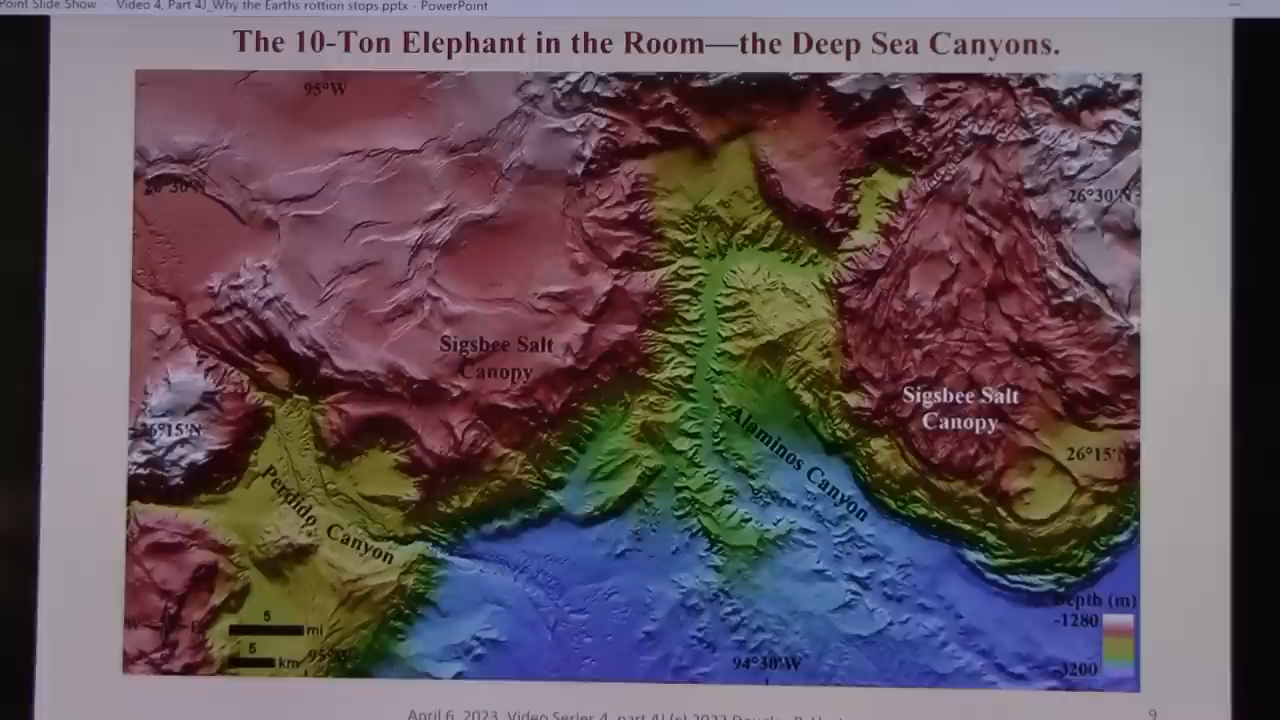 Point Slide Show - Video 4, Part 4J_Why the Earths rottion stops.pptx - PowerPoint
The 10-Ton Elephant in the Room—the Deep Sea Canyons.
95°W
26°30'N
26°30'N
Sigsbee Salt
Canopy
Sigsbee Salt
Canopy
26°15'N
26°15'
Alaminos Canyon
Perdido Canyon
Depth (m)
-1280
-3200
5
mi
5
km
95°
94°30'W
April 6, 2023, Video Series 4, part 4J (c) 2023
9